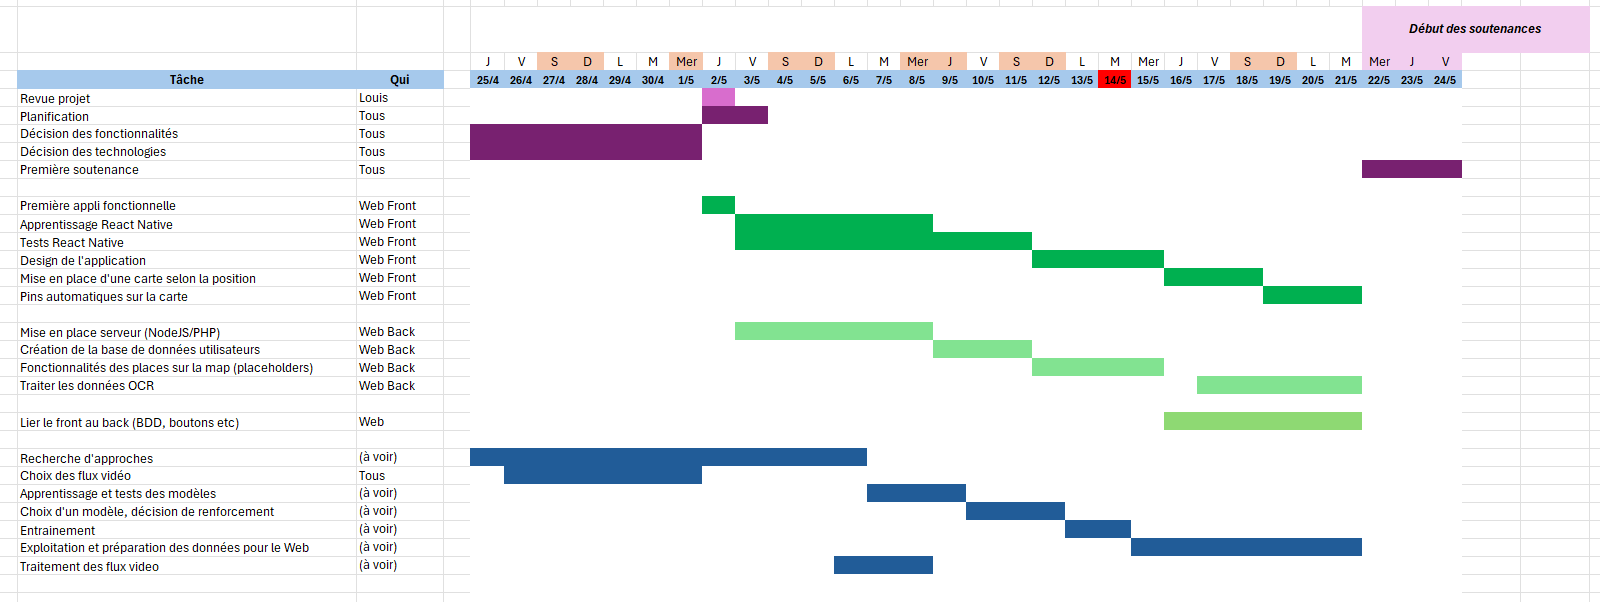 Début des soutenances
J V S D L M Mer J V S D L M Mer J V S D L M Mer J V S D L M Mer J V
Tâche Qui 25/4 26/4 27/4 28/4 29/4 30/4 1/5 2/5 3/5 4/5 5/5 6/5 7/5 8/5 9/5 10/5 11/5 12/5 13/5 14/5 15/5 16/5 17/5 18/5 19/5 20/5 21/5 22/5 23/5 24/5
Revue projet Louis
Planification Tous
Décision des fonctionnalités Tous
Décision des technologies Tous
Première soutenance Tous
Première appli fonctionnelle Web Front
Apprentissage React Native Web Front
Tests React Native Web Front
Design de l'application Web Front
Mise en place d'une carte selon la position Web Front
Pins automatiques sur la carte Web Front
Mise en place serveur (NodeJS/PHP) Web Back
Création de la base de données utilisateurs Web Back
Fonctionnalités des places sur la map (placeholders) Web Back
Traiter les données OCR Web Back
Lier le front au back (BDD, boutons etc) Web
Recherche d'approches (à voir)
Choix des flux vidéo Tous
Apprentissage et tests des modèles (à voir)
Choix d'un modèle, décision de renforcement (à voir)
Entrainement (à voir)
Exploitation et préparation des données pour le Web (à voir)
Traitement des flux video (à voir)